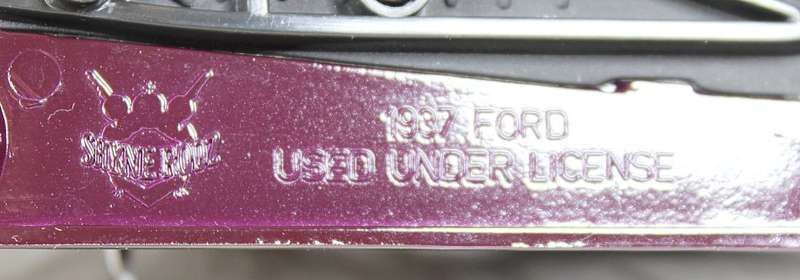 1937 FORD
USED UNDER LICENSE